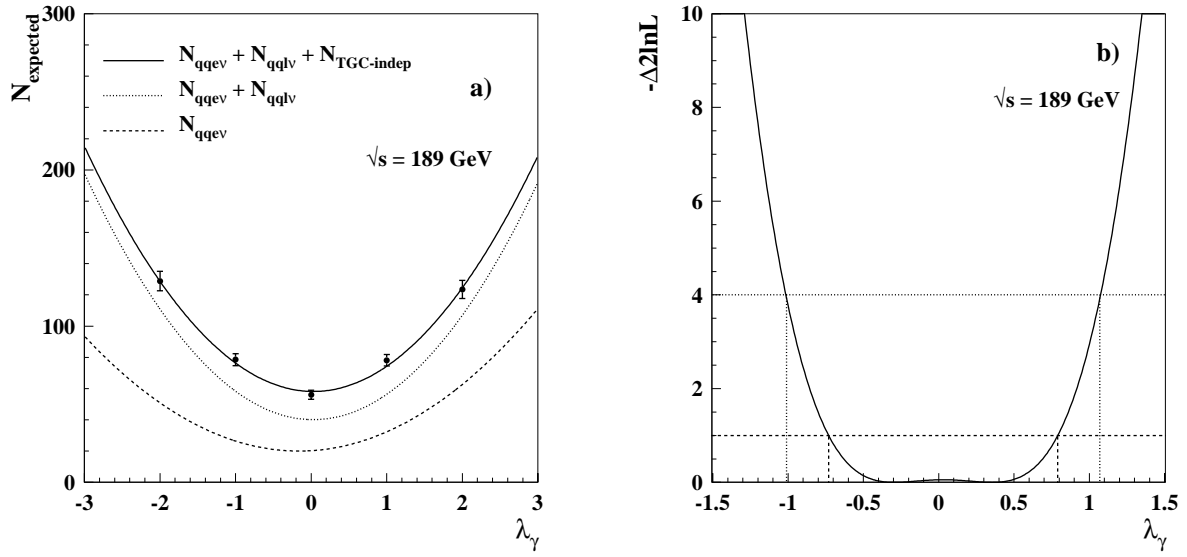 N_expected
300
200
100
0
-3 -2 -1 0 1 2 3
λ_γ
N_qqeν + N_qqlν + N_TGC-indep
N_qqeν + N_qqlν
N_qqeν
a)
√s = 189 GeV
-Δ2lnL
10
8
6
4
2
0
-1.5 -1 -0.5 0 0.5 1 1.5
λ_γ
b)
√s = 189 GeV